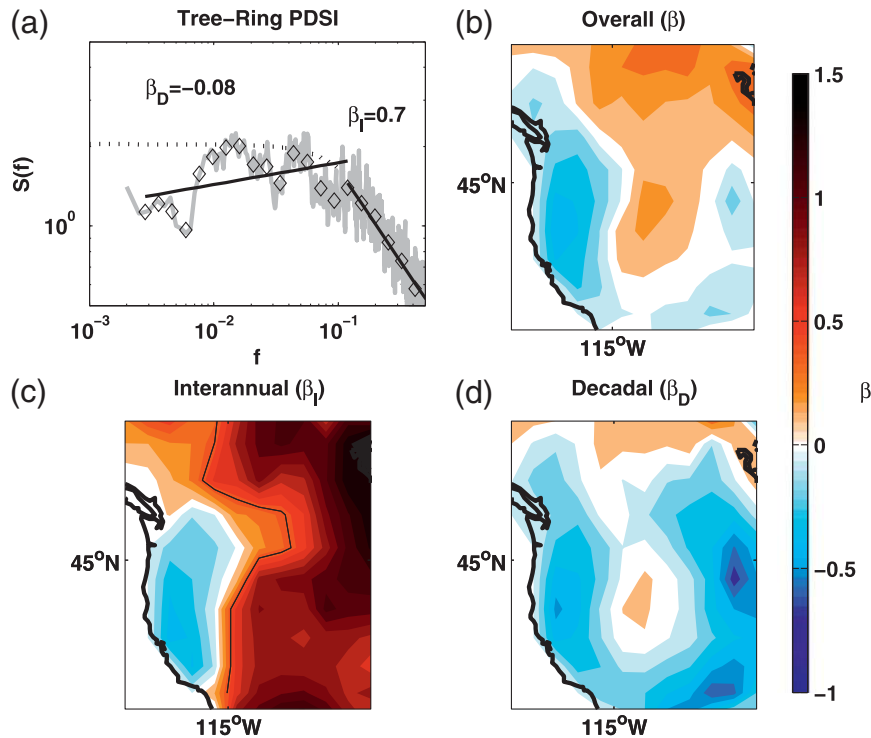 (a) Tree-Ring PDSI
β_D=−0.08
β_I=0.7
S(f)
10^0
10^−3 10^−2 10^−1
f
(b) Overall (β)
45°N
115°W
(c) Interannual (β_I)
45°N
115°W
(d) Decadal (β_D)
45°N
115°W
1.5
1
0.5
0
−0.5
−1
β